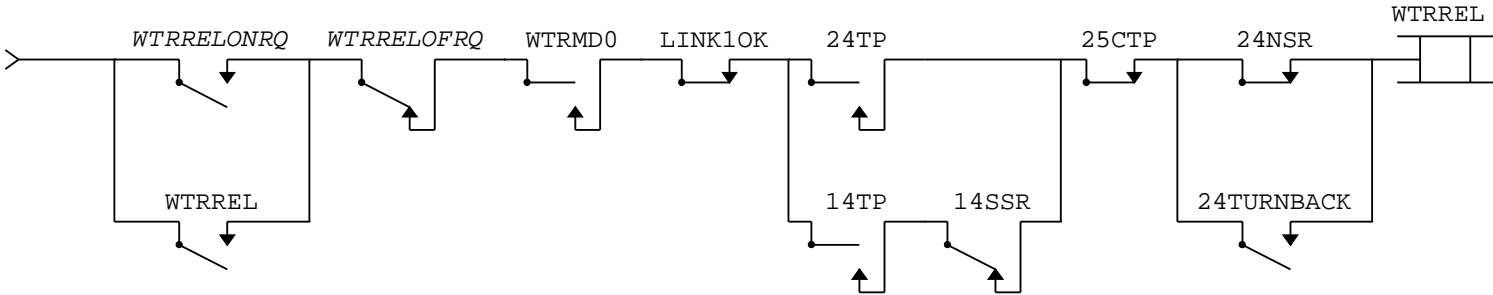 WTRREL
WTRRELONRQ WTRRELOFRQ WTRMD0 LINK1OK 24TP 25CTP 24NSR
WTRREL 14TP 14SSR 24TURNBACK